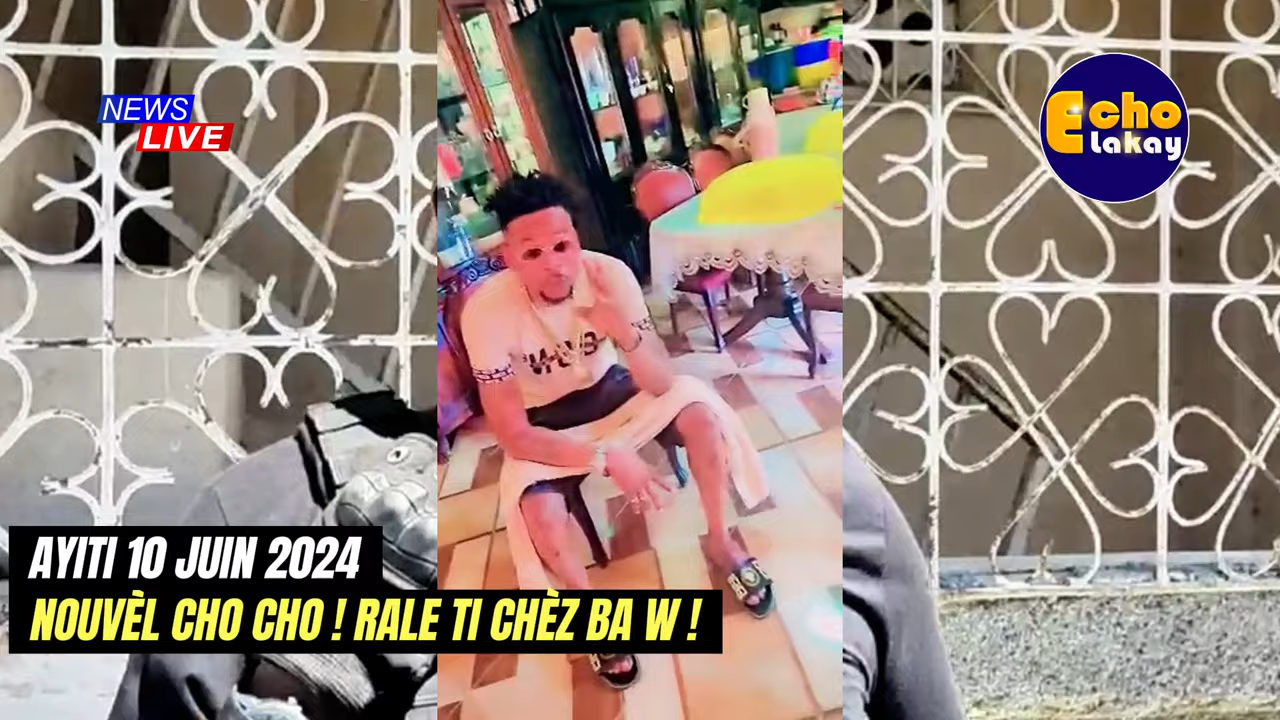 NEWS
LIVE
Echo
Lakay
AYITI 10 JUIN 2024
NOUVÈL CHO CHO ! RALE TI CHÈZ BA W !